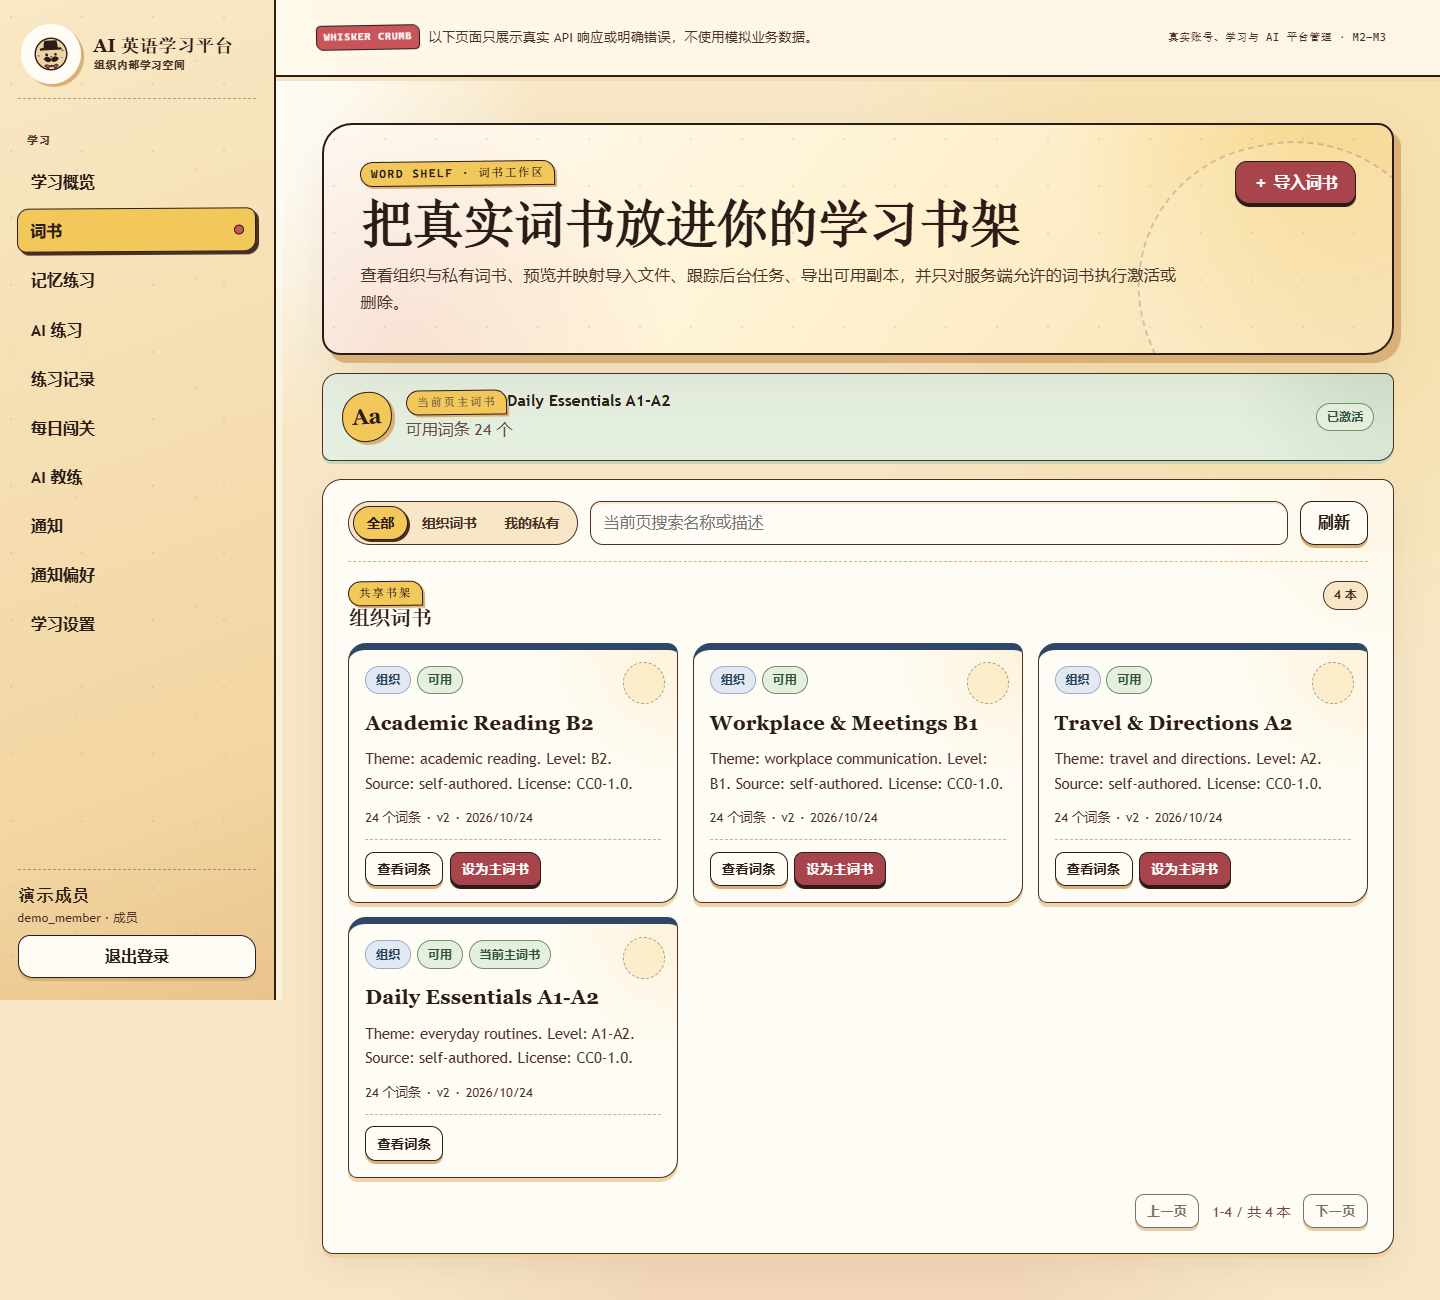 AI 英语学习平台
组织内部学习空间
学习
学习概览
词书
记忆练习
AI 练习
练习记录
每日闯关
AI 教练
通知
通知偏好
学习设置
演示成员
demo_member · 成员
退出登录
WHISKER CRUMB 以下页面只展示真实 API 响应或明确错误，不使用模拟业务数据。
真实账号、学习与 AI 平台管理 · M2-M3
WORD SHELF · 词书工作区
+ 导入词书
把真实词书放进你的学习书架
查看组织与私有词书、预览并映射导入文件、跟踪后台任务、导出可用副本，并只对服务端允许的词书执行激活或
删除。
Aa
当前页主词书 Daily Essentials A1-A2
可用词条 24 个
已激活
全部 组织词书 我的私有
当前页搜索名称或描述
刷新
共享书架
组织词书
4 本
组织 可用
Academic Reading B2
Theme: academic reading. Level: B2.
Source: self-authored. License: CC0-1.0.
24 个词条 · v2 · 2026/10/24
查看词条 设为主词书
组织 可用
Workplace & Meetings B1
Theme: workplace communication. Level:
B1. Source: self-authored. License: CC0-1.0.
24 个词条 · v2 · 2026/10/24
查看词条 设为主词书
组织 可用
Travel & Directions A2
Theme: travel and directions. Level: A2.
Source: self-authored. License: CC0-1.0.
24 个词条 · v2 · 2026/10/24
查看词条 设为主词书
组织 可用 当前主词书
Daily Essentials A1-A2
Theme: everyday routines. Level: A1-A2.
Source: self-authored. License: CC0-1.0.
24 个词条 · v2 · 2026/10/24
查看词条
上一页 1-4 / 共 4 本 下一页